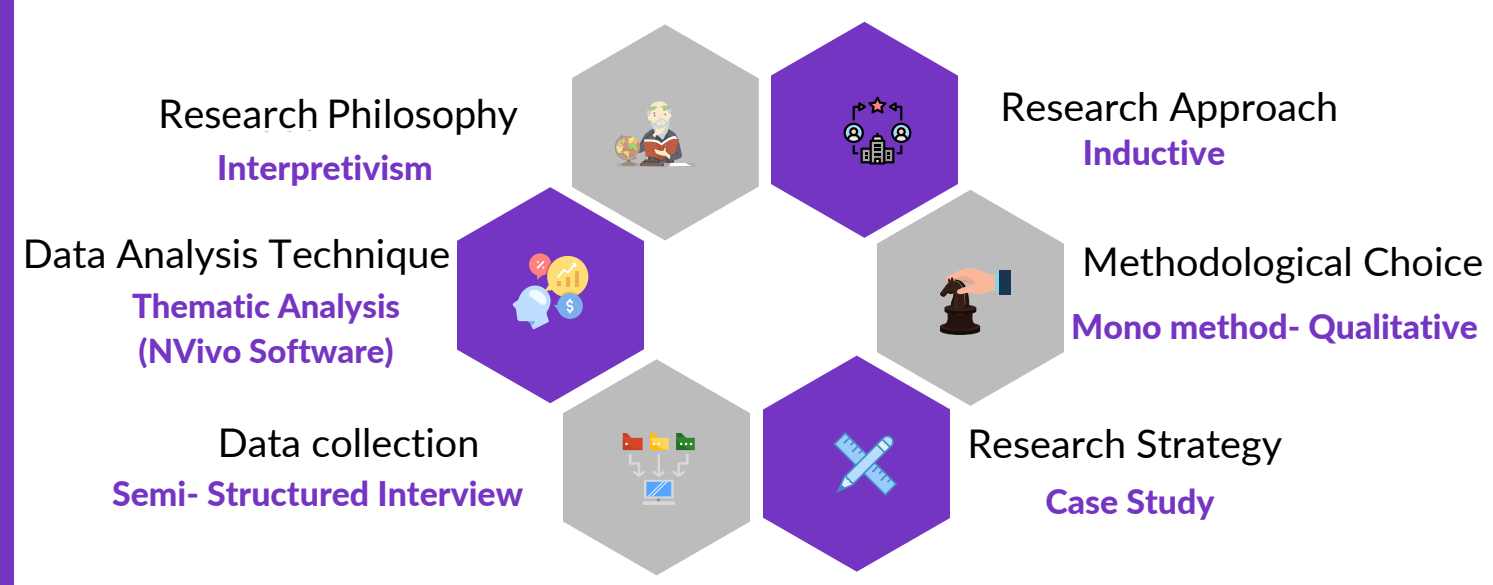 Research Philosophy
Interpretivism
Research Approach
Inductive
Data Analysis Technique
Thematic Analysis
(NVivo Software)
Methodological Choice
Mono method- Qualitative
Data collection
Semi- Structured Interview
Research Strategy
Case Study